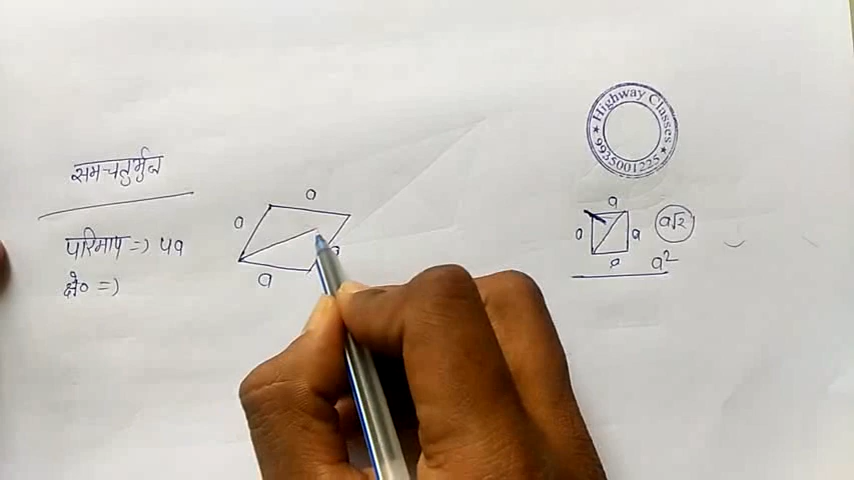 समचतुर्भुज
परिमाप => 4a
क्षे० =>
a
a
a
a
Highway Classes
★ 9935001225 ★
a
a
a
a
a√2
a²